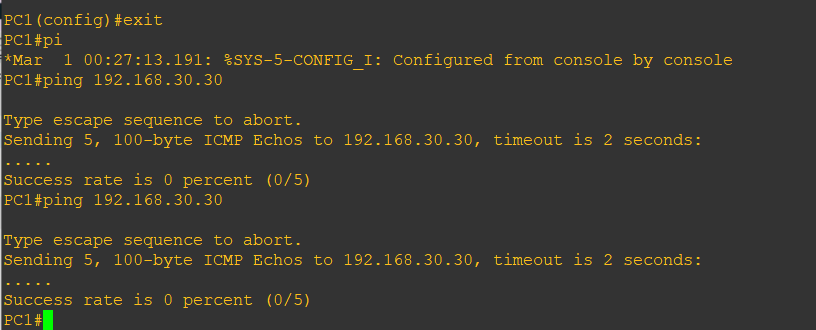 PC1(config)#exit
PC1#pi
*Mar  1 00:27:13.191: %SYS-5-CONFIG_I: Configured from console by console
PC1#ping 192.168.30.30

Type escape sequence to abort.
Sending 5, 100-byte ICMP Echos to 192.168.30.30, timeout is 2 seconds:
.....
Success rate is 0 percent (0/5)
PC1#ping 192.168.30.30

Type escape sequence to abort.
Sending 5, 100-byte ICMP Echos to 192.168.30.30, timeout is 2 seconds:
.....
Success rate is 0 percent (0/5)
PC1#